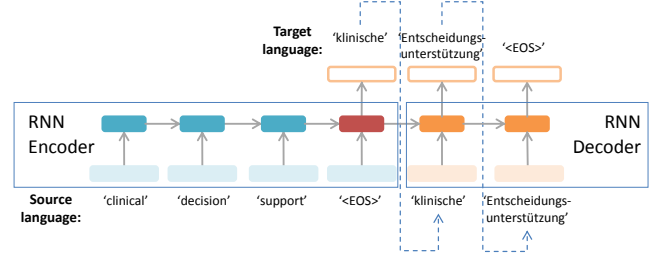 Target
language:
'klinische'
'Entscheidungs-
unterstützung'
'<EOS>'
RNN
Encoder
RNN
Decoder
Source
language:
'clinical'
'decision'
'support'
'<EOS>'
'klinische'
'Entscheidungs-
unterstützung'